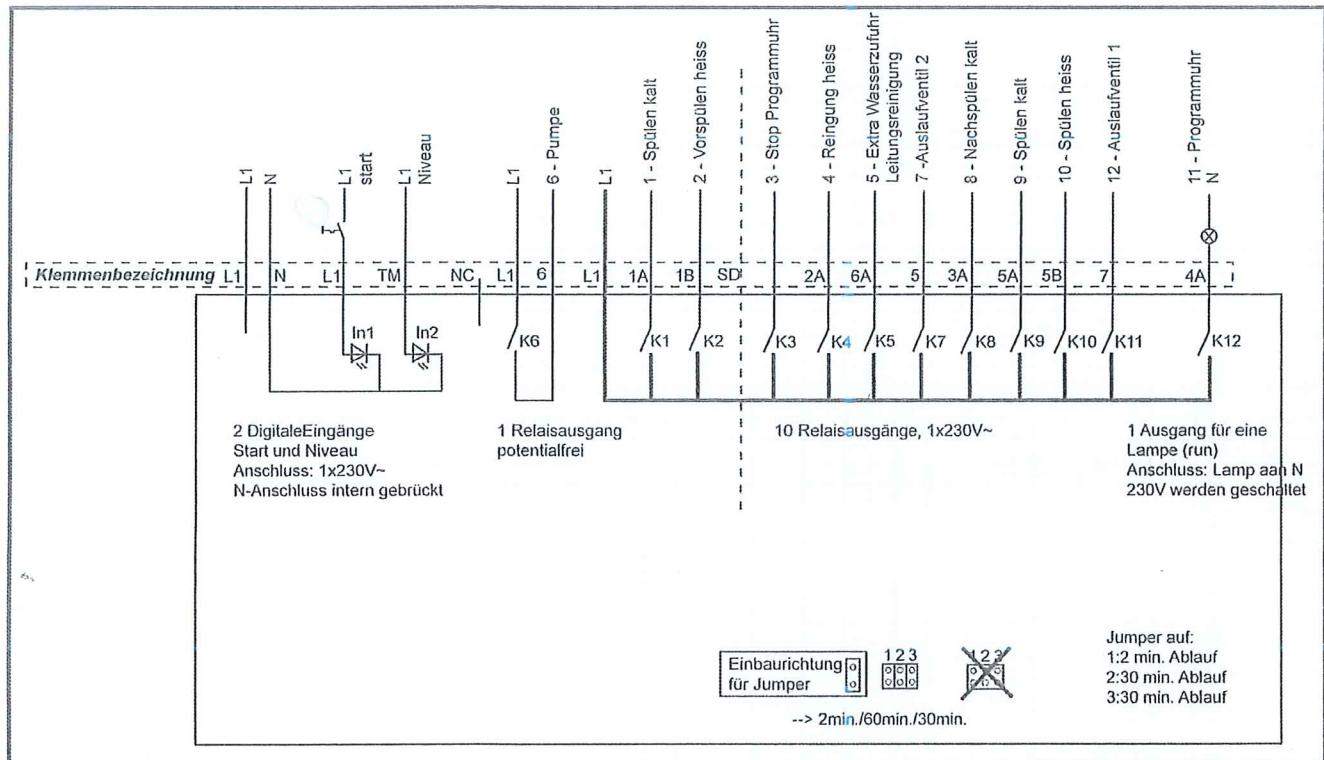 L1
N
L1
start
L1
Niveau
L1
6 - Pumpe
L1
1 - Spülen kalt
2 - Vorspülen heiss
3 - Stop Programmuhr
4 - Reingung heiss
5 - Extra Wasserzufuhr
Leitungsreinigung
7 -Auslaufventil 2
8 - Nachspülen kalt
9 - Spülen kalt
10 - Spülen heiss
12 - Auslaufventil 1
11 - Programmuhr
N
Klemmenbezeichnung L1 N L1 TM NC L1 6 L1 1A 1B SD 2A 6A 5 3A 5A 5B 7 4A
In1 In2 K6 K1 K2 K3 K4 K5 K7 K8 K9 K10 K11 K12
2 DigitaleEingänge
Start und Niveau
Anschluss: 1x230V~
N-Anschluss intern gebrückt
1 Relaisausgang
potentialfrei
10 Relaisausgänge, 1x230V~
1 Ausgang für eine
Lampe (run)
Anschluss: Lamp aan N
230V werden geschaltet
Einbaurichtung
für Jumper
1 2 3
1 2 3
--> 2min./60min./30min.
Jumper auf:
1:2 min. Ablauf
2:30 min. Ablauf
3:30 min. Ablauf